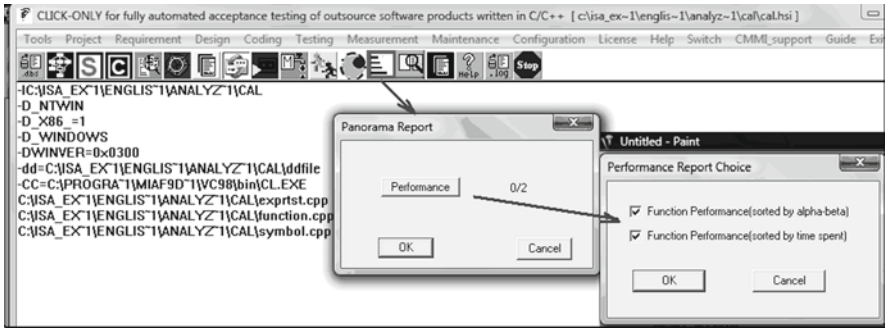 CLICK-ONLY for fully automated acceptance testing of outsource software products written in C/C++ [ c:\isa_ex~1\englis~1\analyz~1\cal\cal.hsi ]
Tools Project Requirement Design Coding Testing Measurement Maintenance Configuration License Help Switch CMMI_support Guide Exi
.dbs S C Help .log Stop
-IC:\ISA_EX~1\ENGLIS~1\ANALYZ~1\CAL
-D_NTWIN
-D_X86_=1
-D_WINDOWS
-DWINVER=0x0300
-dd=C:\ISA_EX~1\ENGLIS~1\ANALYZ~1\CAL\ddfile
-CC=C:\PROGRA~1\MIAF9D~1\VC98\bin\CL.EXE
C:\ISA_EX~1\ENGLIS~1\ANALYZ~1\CAL\exprtst.cpp
C:\ISA_EX~1\ENGLIS~1\ANALYZ~1\CAL\function.cpp
C:\ISA_EX~1\ENGLIS~1\ANALYZ~1\CAL\symbol.cpp
Panorama Report
Performance 0/2
OK Cancel
Untitled - Paint
Performance Report Choice
Function Performance(sorted by alpha-beta)
Function Performance(sorted by time spent)
OK Cancel